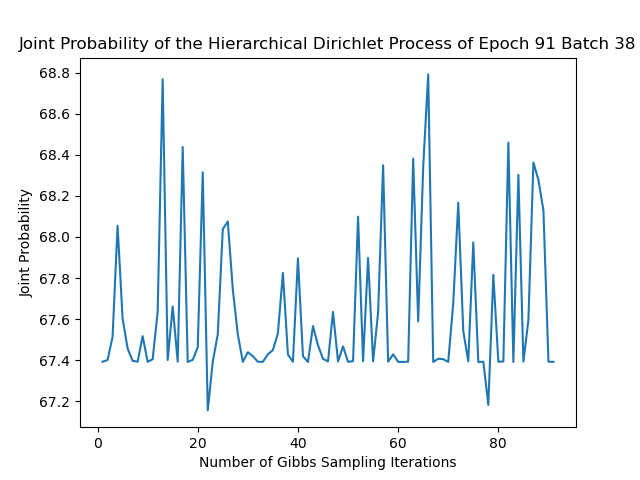 Joint Probability of the Hierarchical Dirichlet Process of Epoch 91 Batch 38
68.8
68.6
68.4
68.2
68.0
67.8
67.6
67.4
67.2
Joint Probability
0 20 40 60 80
Number of Gibbs Sampling Iterations